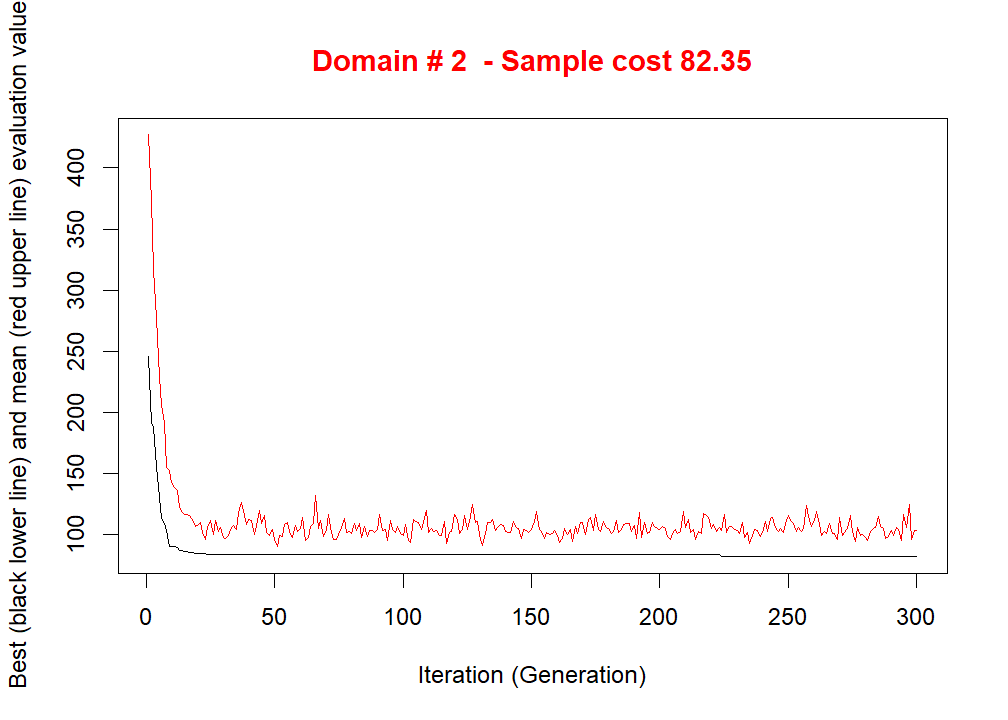 Domain # 2  - Sample cost 82.35
Best (black lower line) and mean (red upper line) evaluation value
400
350
300
250
200
150
100
0 50 100 150 200 250 300
Iteration (Generation)